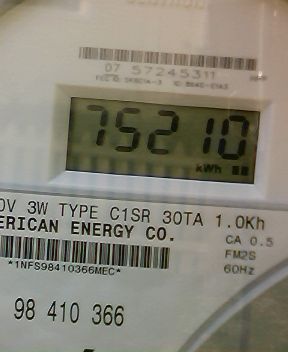 07 57245311
75210
kWh
0V 3W TYPE C1SR 30TA 1.0Kh
ERICAN ENERGY CO.
CA 0.5
FM2S
60Hz
*1NFS98410366MEC*
98 410 366